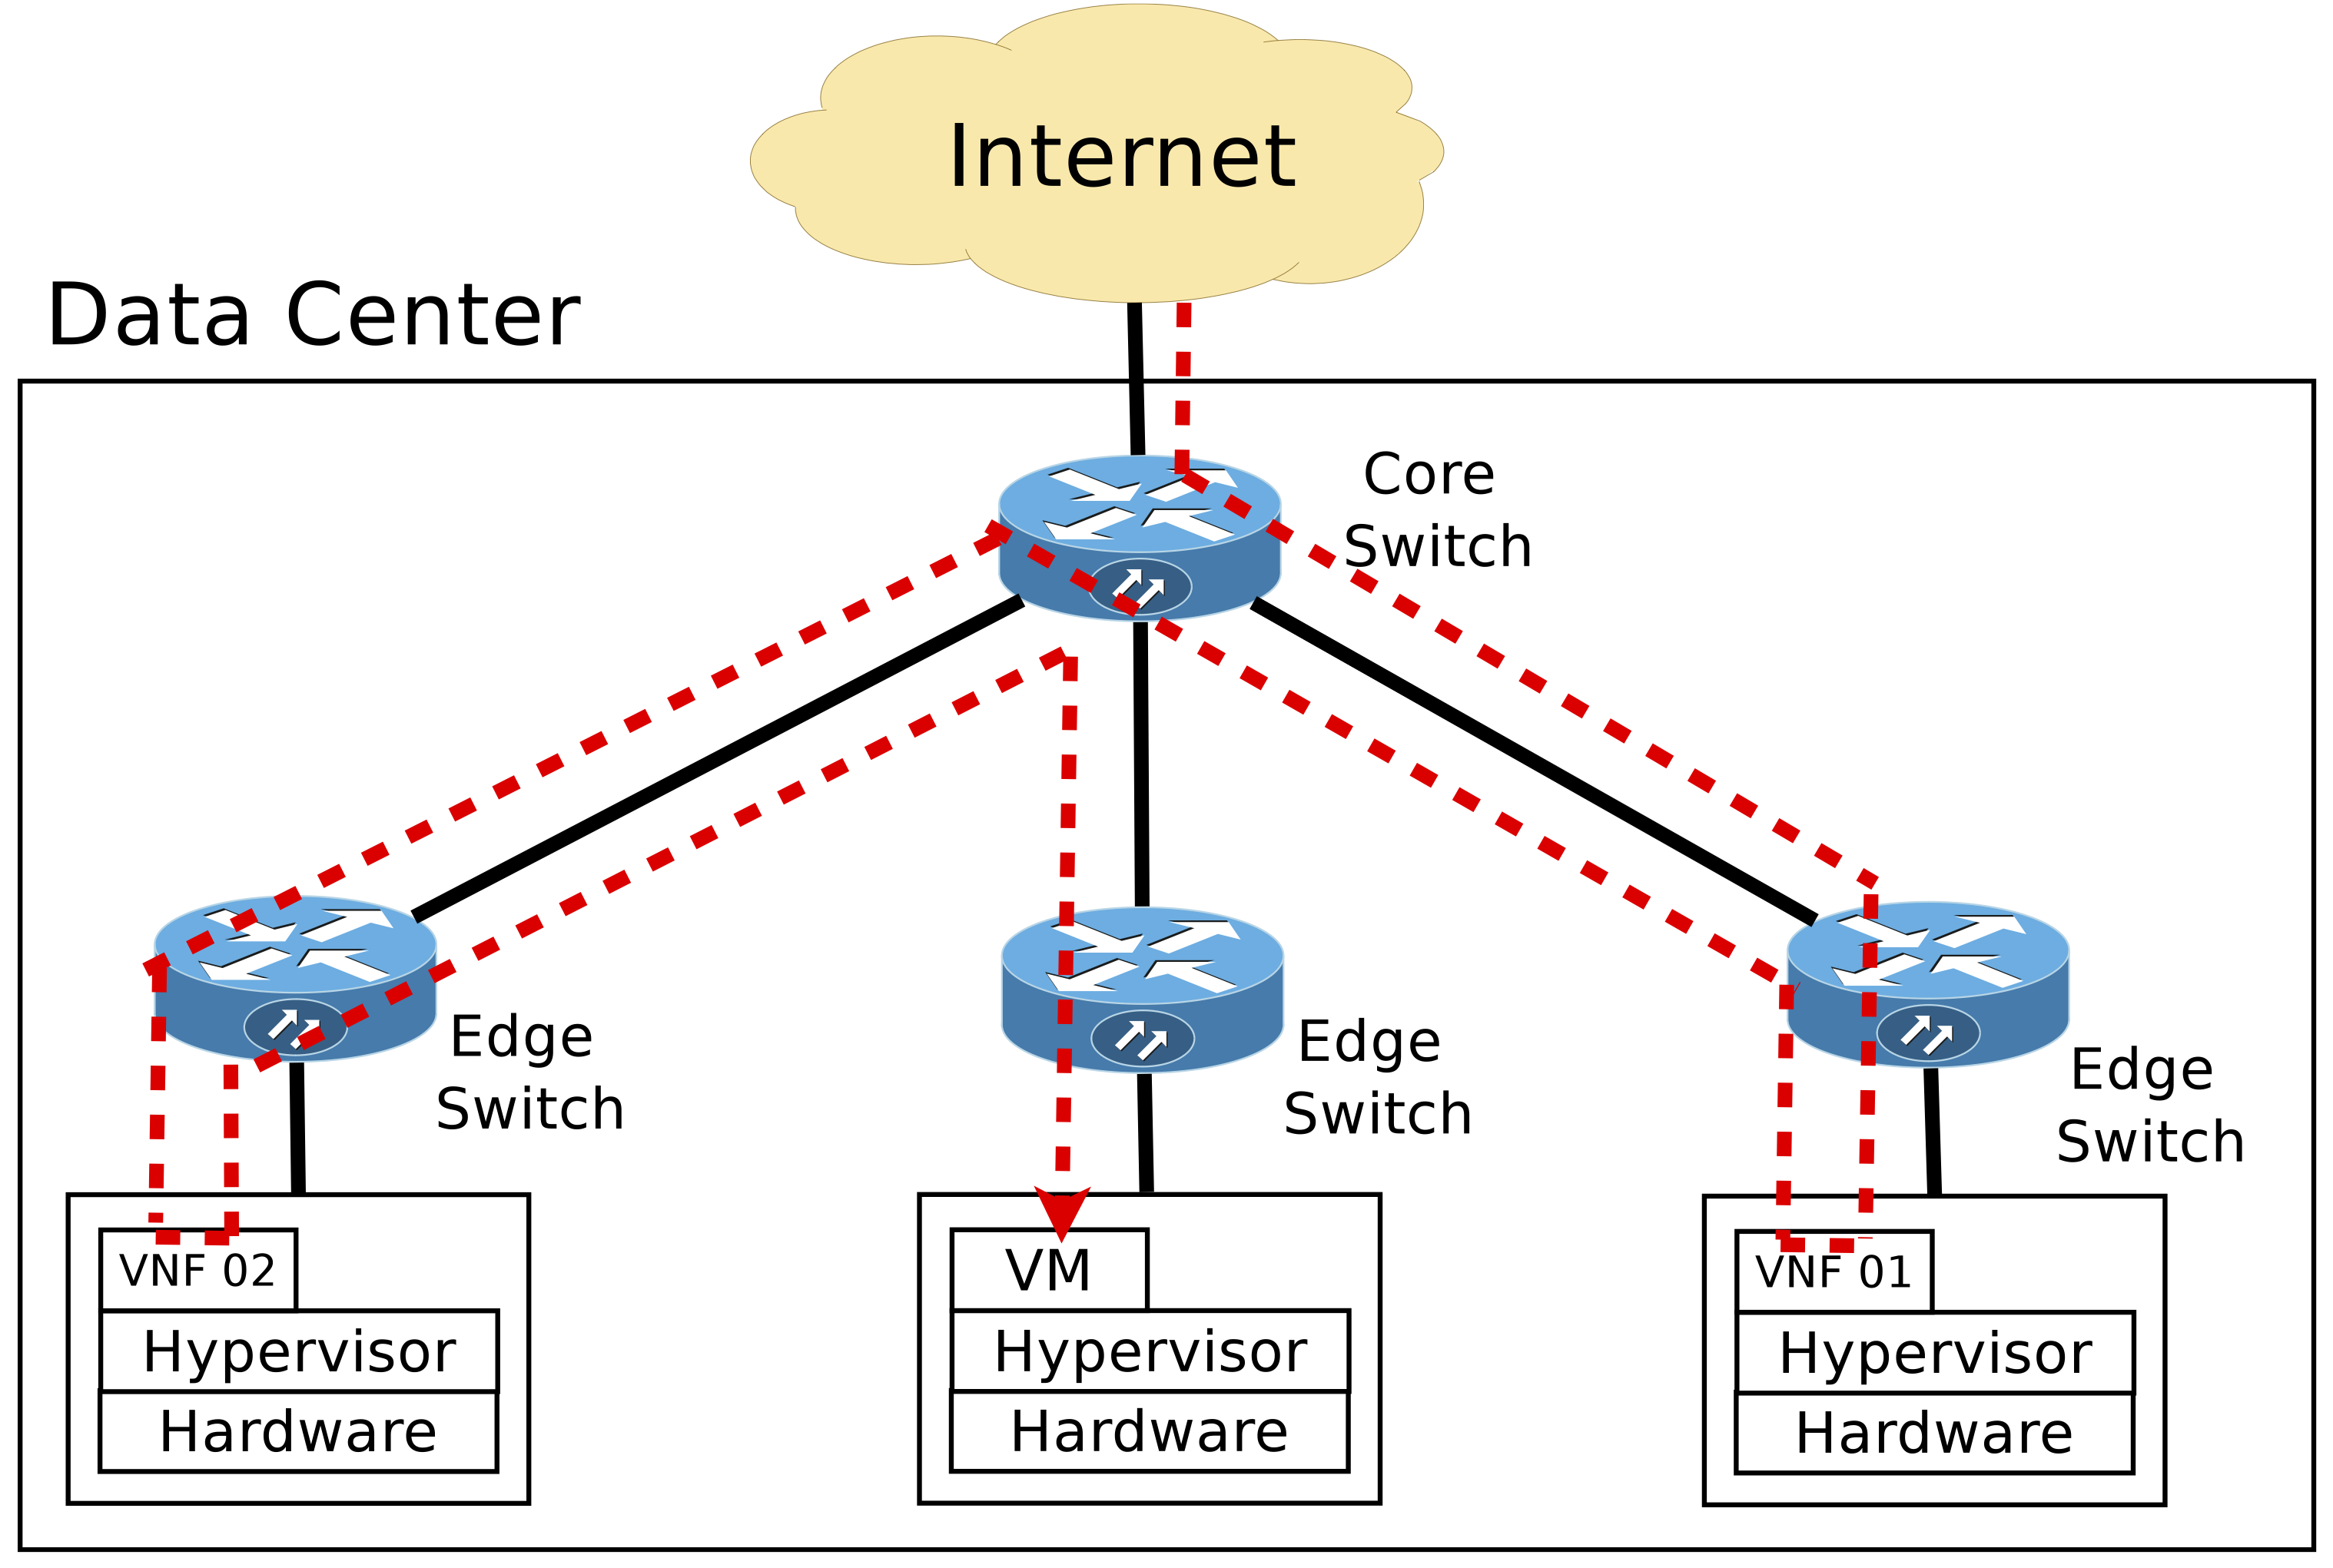 Internet
Data Center
Core
Switch
Edge
Switch
Edge
Switch
Edge
Switch
VNF 02
Hypervisor
Hardware
VM
Hypervisor
Hardware
VNF 01
Hypervisor
Hardware